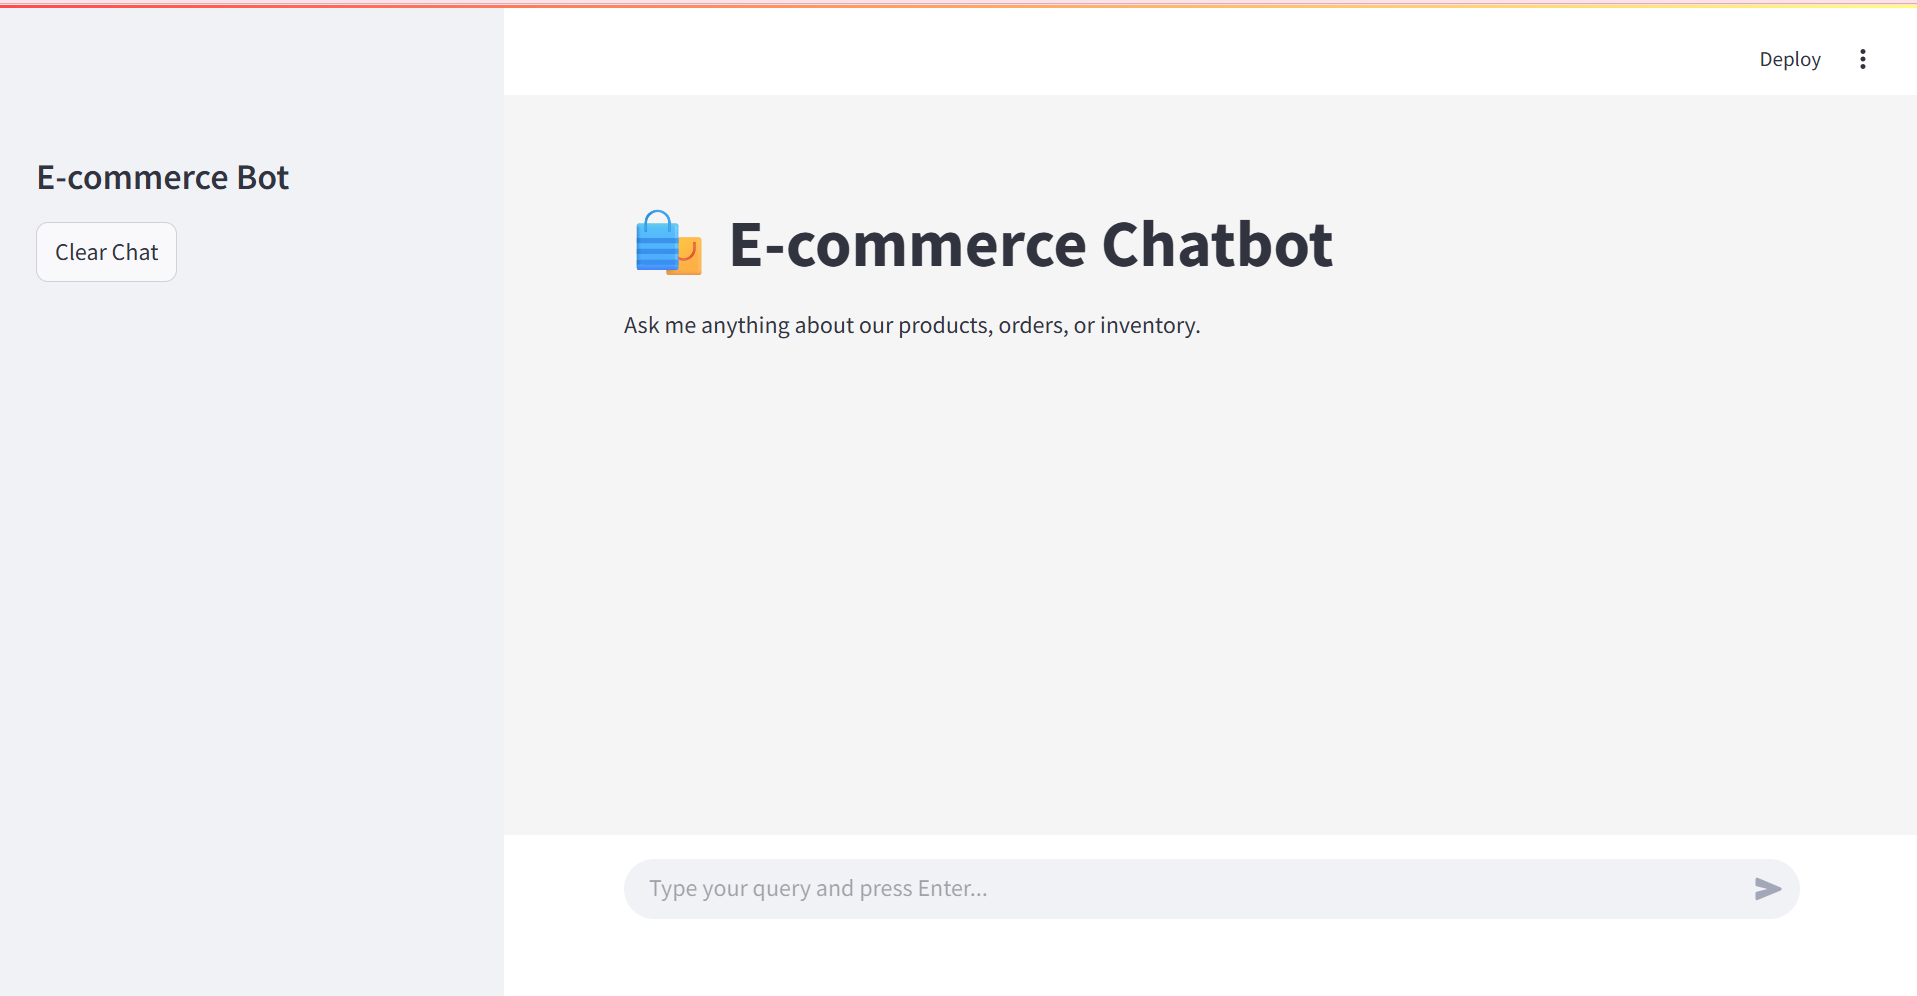 Deploy
E-commerce Bot
Clear Chat
E-commerce Chatbot
Ask me anything about our products, orders, or inventory.
Type your query and press Enter...